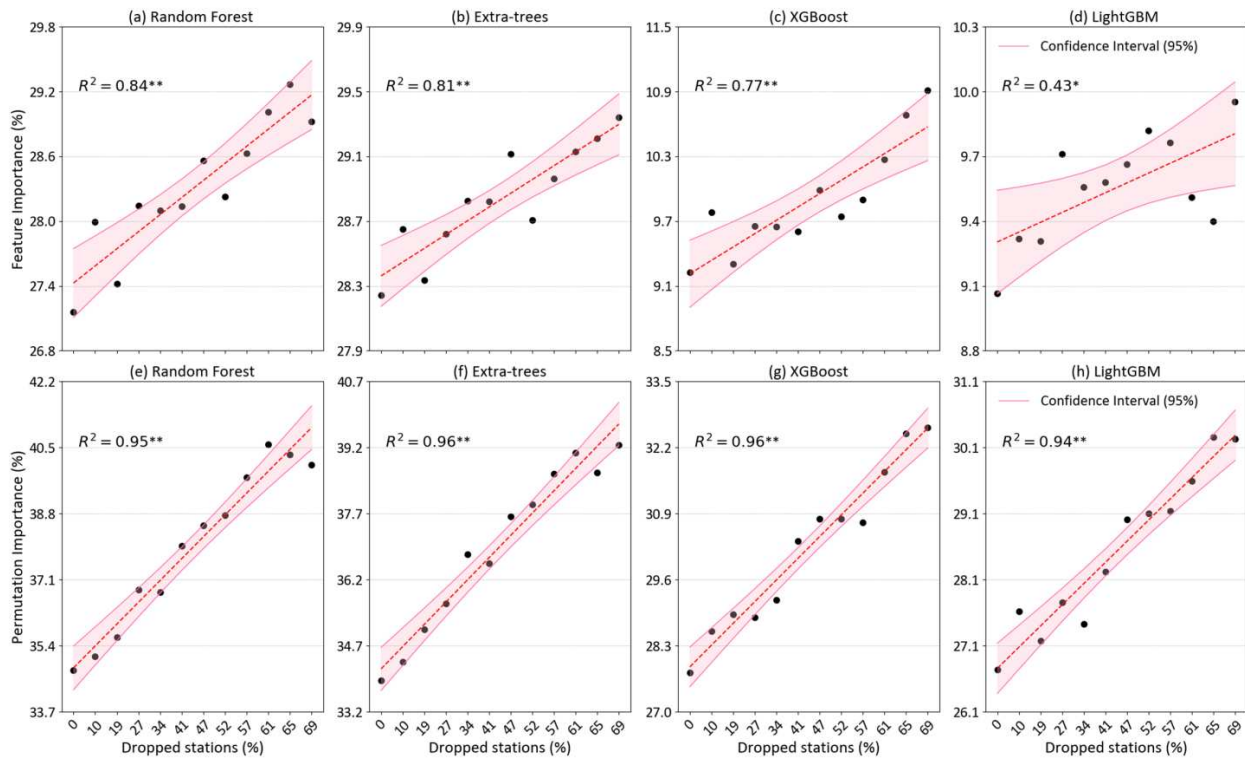 (a) Random Forest
(b) Extra-trees
(c) XGBoost
(d) LightGBM
29.8
29.2
28.6
28.0
27.4
26.8
Feature Importance (%)
R² = 0.84**
29.9
29.5
29.1
28.7
28.3
27.9
R² = 0.81**
11.5
10.9
10.3
9.7
9.1
8.5
R² = 0.77**
10.3
10.0
9.7
9.4
9.1
8.8
Confidence Interval (95%)
R² = 0.43*
(e) Random Forest
(f) Extra-trees
(g) XGBoost
(h) LightGBM
42.2
40.5
38.8
37.1
35.4
33.7
Permutation Importance (%)
R² = 0.95**
0 10 19 27 34 41 47 52 57 61 65 69
Dropped stations (%)
40.7
39.2
37.7
36.2
34.7
33.2
R² = 0.96**
0 10 19 27 34 41 47 52 57 61 65 69
Dropped stations (%)
33.5
32.2
30.9
29.6
28.3
27.0
R² = 0.96**
0 10 19 27 34 41 47 52 57 61 65 69
Dropped stations (%)
31.1
30.1
29.1
28.1
27.1
26.1
Confidence Interval (95%)
R² = 0.94**
0 10 19 27 34 41 47 52 57 61 65 69
Dropped stations (%)